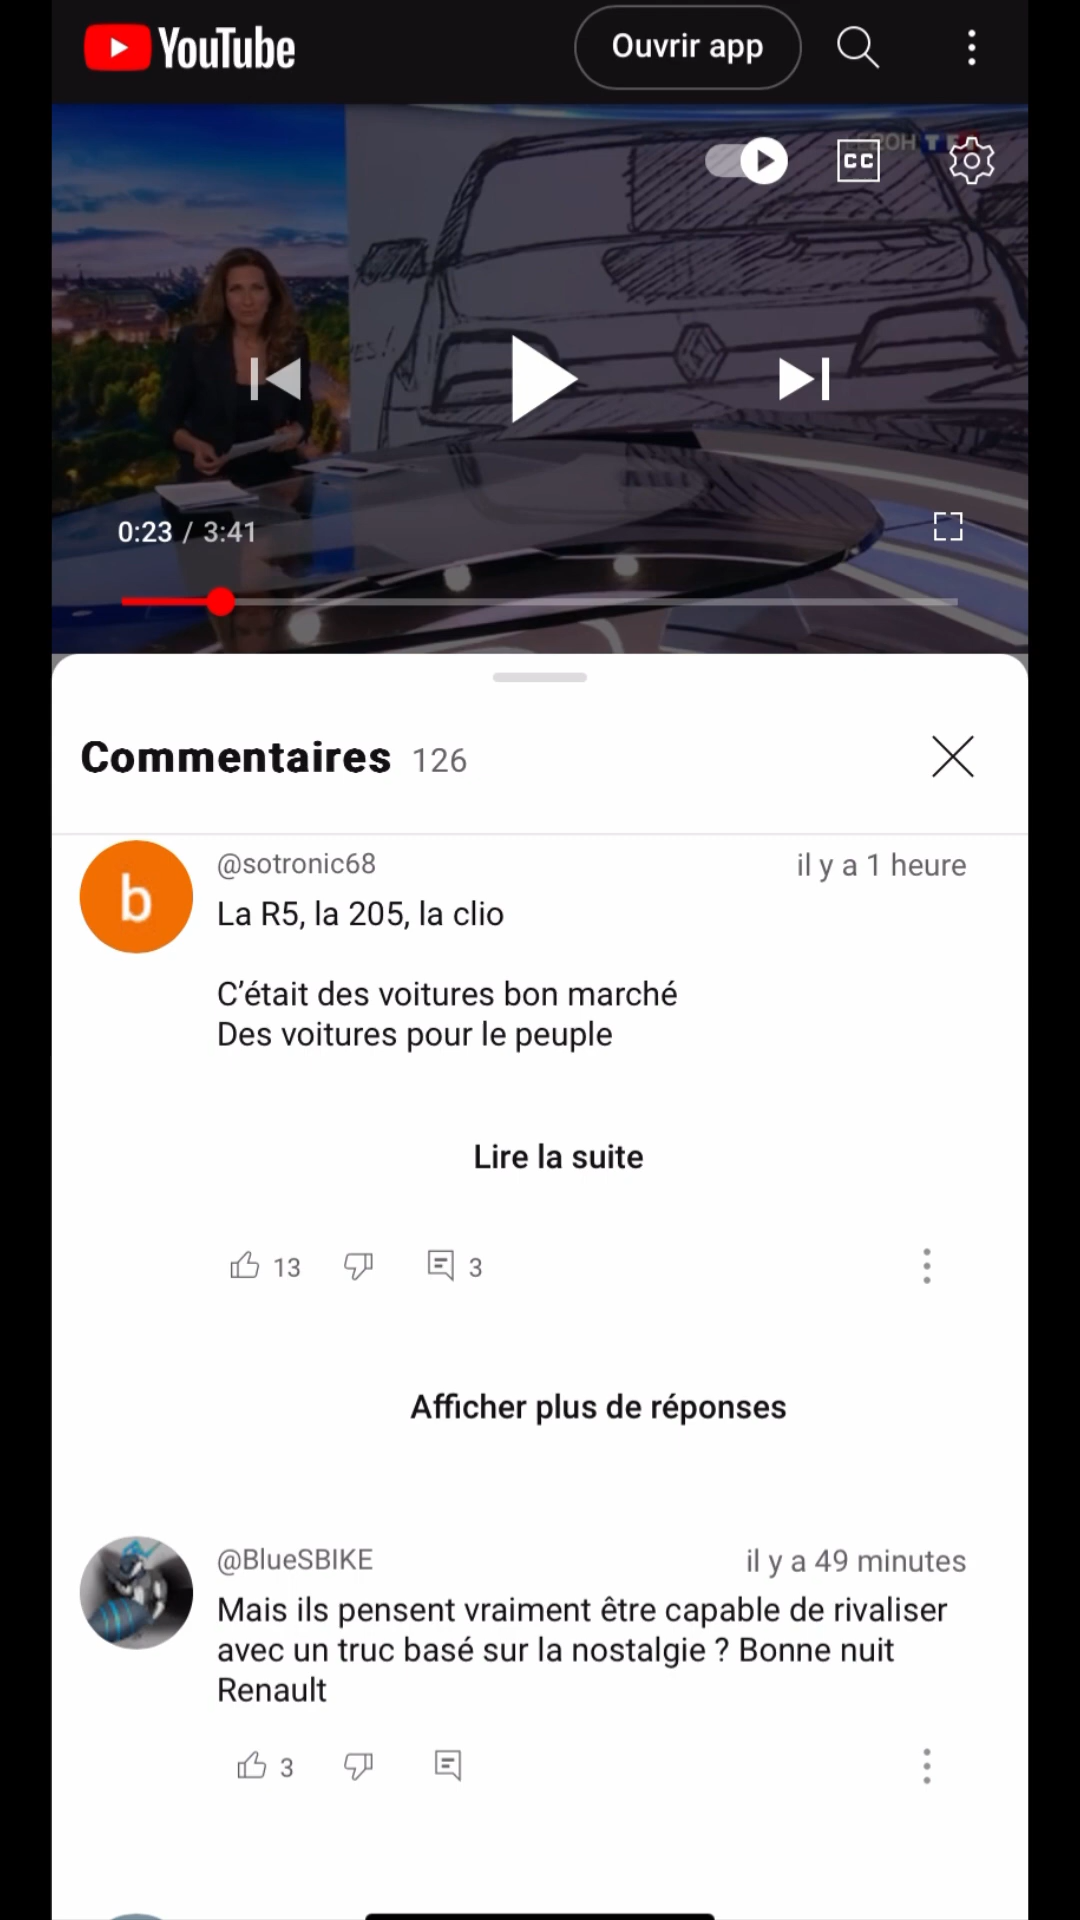 YouTube
Ouvrir app
CC
0:23 / 3:41
Commentaires 126
@sotronic68
il y a 1 heure
La R5, la 205, la clio
C’était des voitures bon marché
Des voitures pour le peuple
Lire la suite
13
3
Afficher plus de réponses
b
@BlueSBIKE
il y a 49 minutes
Mais ils pensent vraiment être capable de rivaliser
avec un truc basé sur la nostalgie ? Bonne nuit
Renault
3